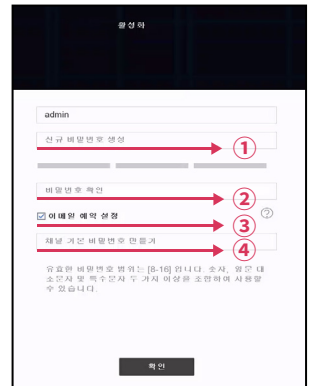 활성화
admin
신규 비밀번호 생성
①
비밀번호 확인
②
이메일 예약 설정
③
채널 기본 비밀번호 만들기
④
유효한 비밀번호 범위는 [8-16] 입니다. 숫자, 영문 대
소문자 및 특수문자 두 가지 이상을 조합하여 사용할
수 있습니다.
확인